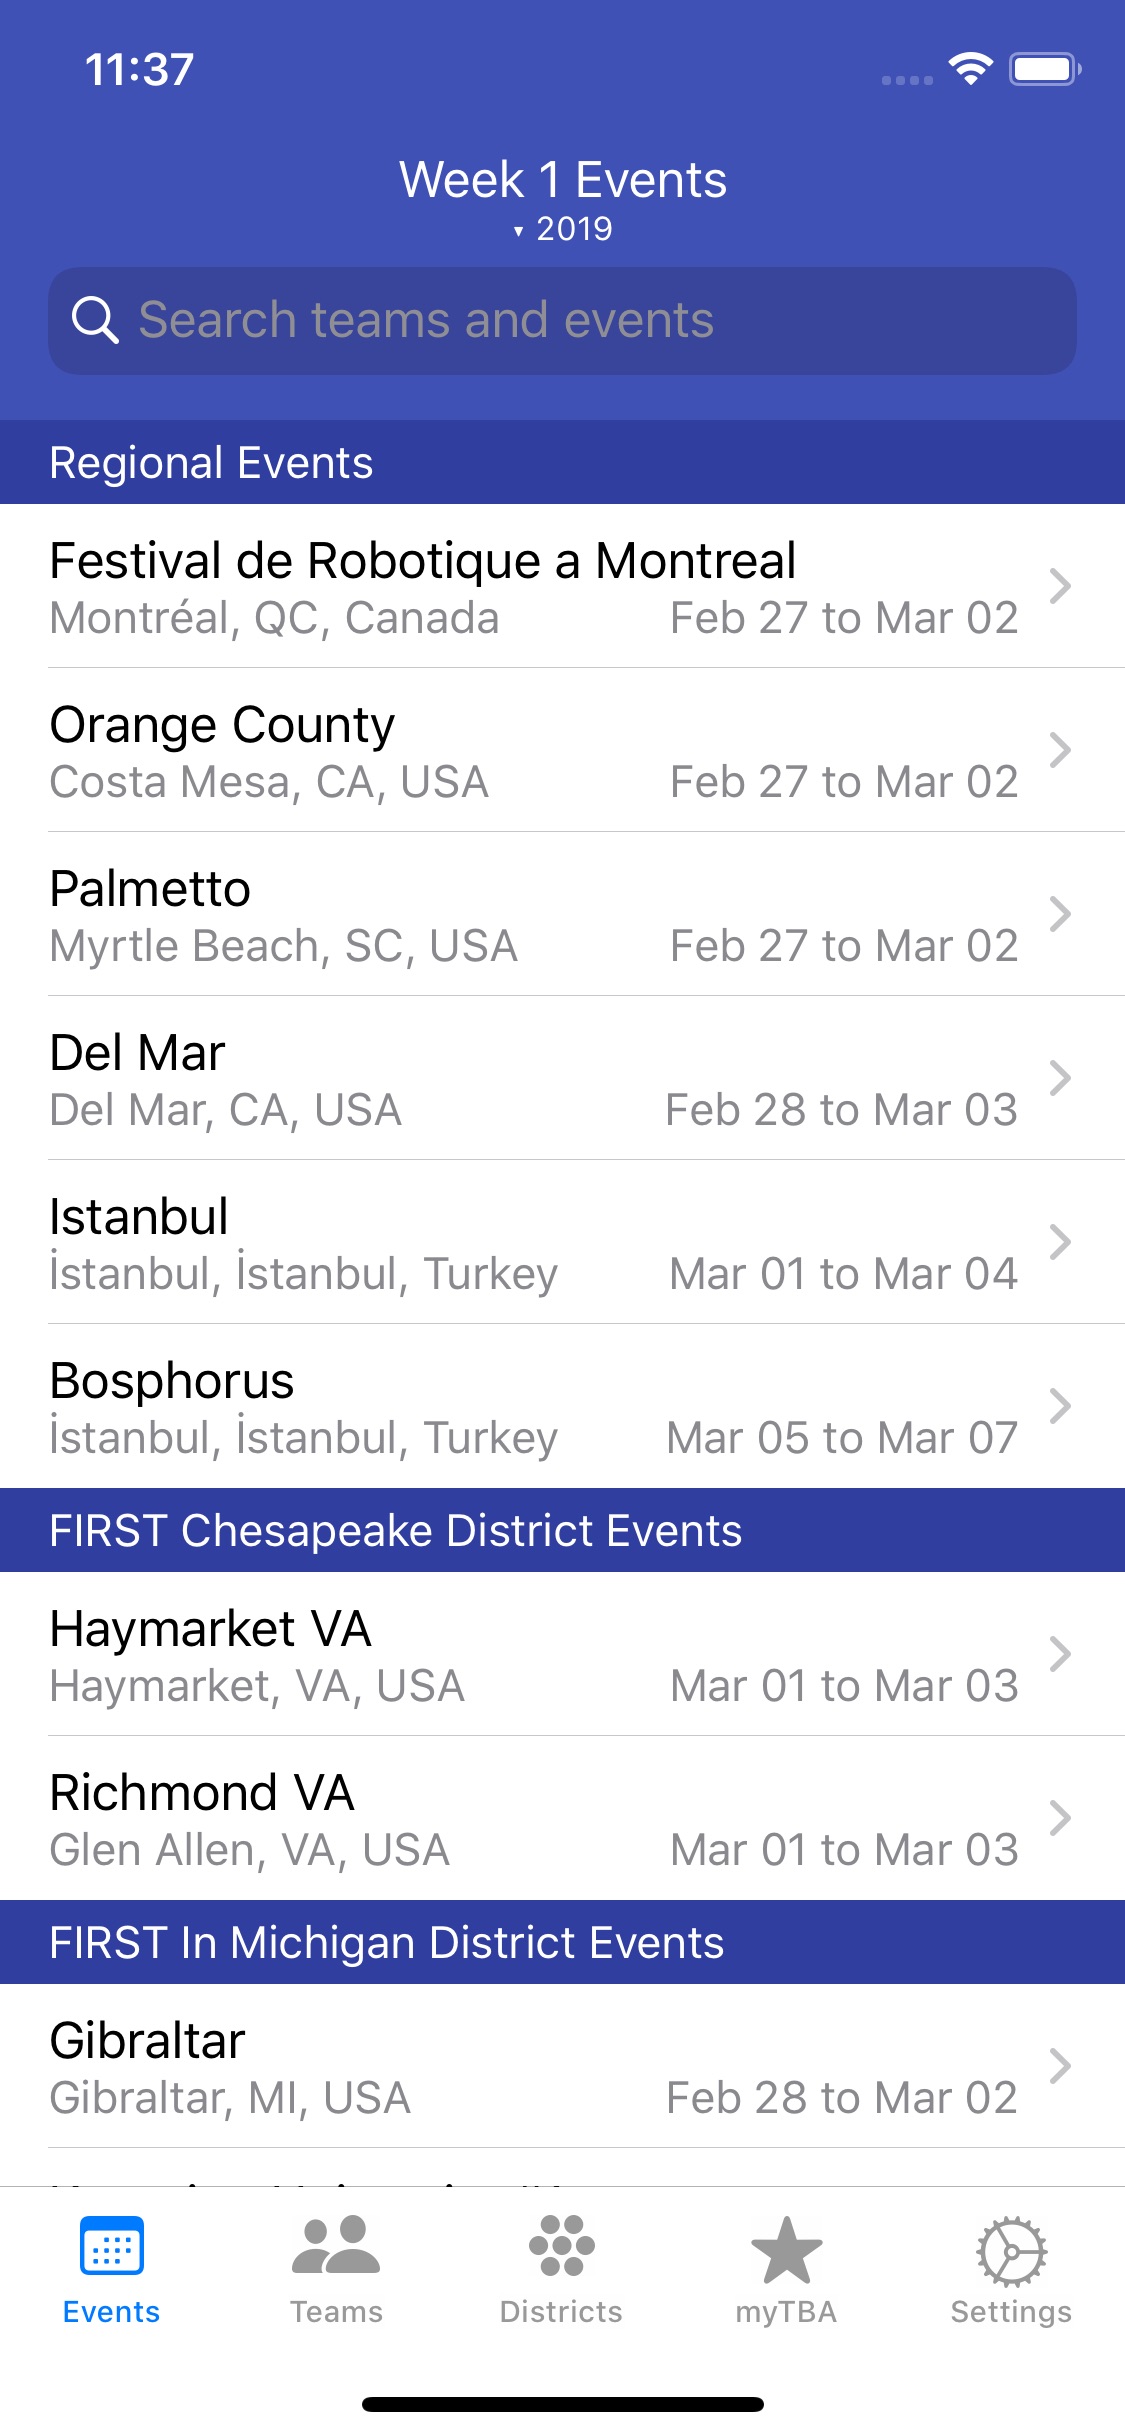 11:37
Week 1 Events
▾ 2019
Search teams and events
Regional Events
Festival de Robotique a Montreal
Montréal, QC, Canada Feb 27 to Mar 02
Orange County
Costa Mesa, CA, USA Feb 27 to Mar 02
Palmetto
Myrtle Beach, SC, USA Feb 27 to Mar 02
Del Mar
Del Mar, CA, USA Feb 28 to Mar 03
Istanbul
İstanbul, İstanbul, Turkey Mar 01 to Mar 04
Bosphorus
İstanbul, İstanbul, Turkey Mar 05 to Mar 07
FIRST Chesapeake District Events
Haymarket VA
Haymarket, VA, USA Mar 01 to Mar 03
Richmond VA
Glen Allen, VA, USA Mar 01 to Mar 03
FIRST In Michigan District Events
Gibraltar
Gibraltar, MI, USA Feb 28 to Mar 02
Events Teams Districts myTBA Settings